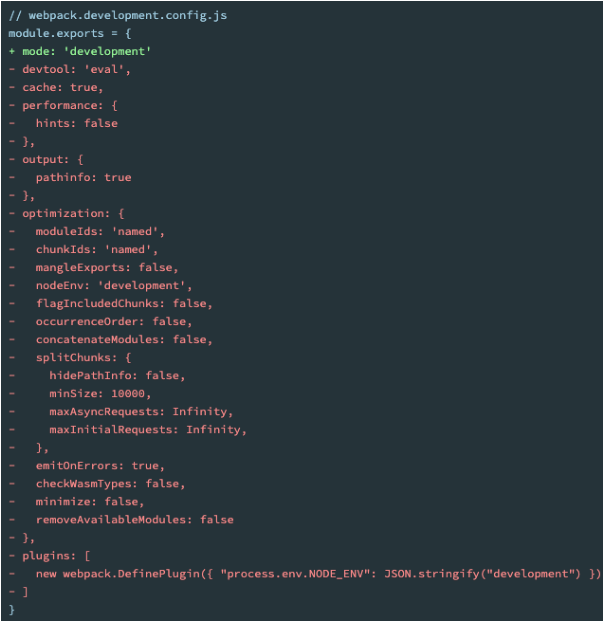 // webpack.development.config.js
module.exports = {
+ mode: 'development'
- devtool: 'eval',
- cache: true,
- performance: {
-   hints: false
- },
- output: {
-   pathinfo: true
- },
- optimization: {
-   moduleIds: 'named',
-   chunkIds: 'named',
-   mangleExports: false,
-   nodeEnv: 'development',
-   flagIncludedChunks: false,
-   occurrenceOrder: false,
-   concatenateModules: false,
-   splitChunks: {
-     hidePathInfo: false,
-     minSize: 10000,
-     maxAsyncRequests: Infinity,
-     maxInitialRequests: Infinity,
-   },
-   emitOnErrors: true,
-   checkWasmTypes: false,
-   minimize: false,
-   removeAvailableModules: false
- },
- plugins: [
-   new webpack.DefinePlugin({ "process.env.NODE_ENV": JSON.stringify("development") })
- ]
}